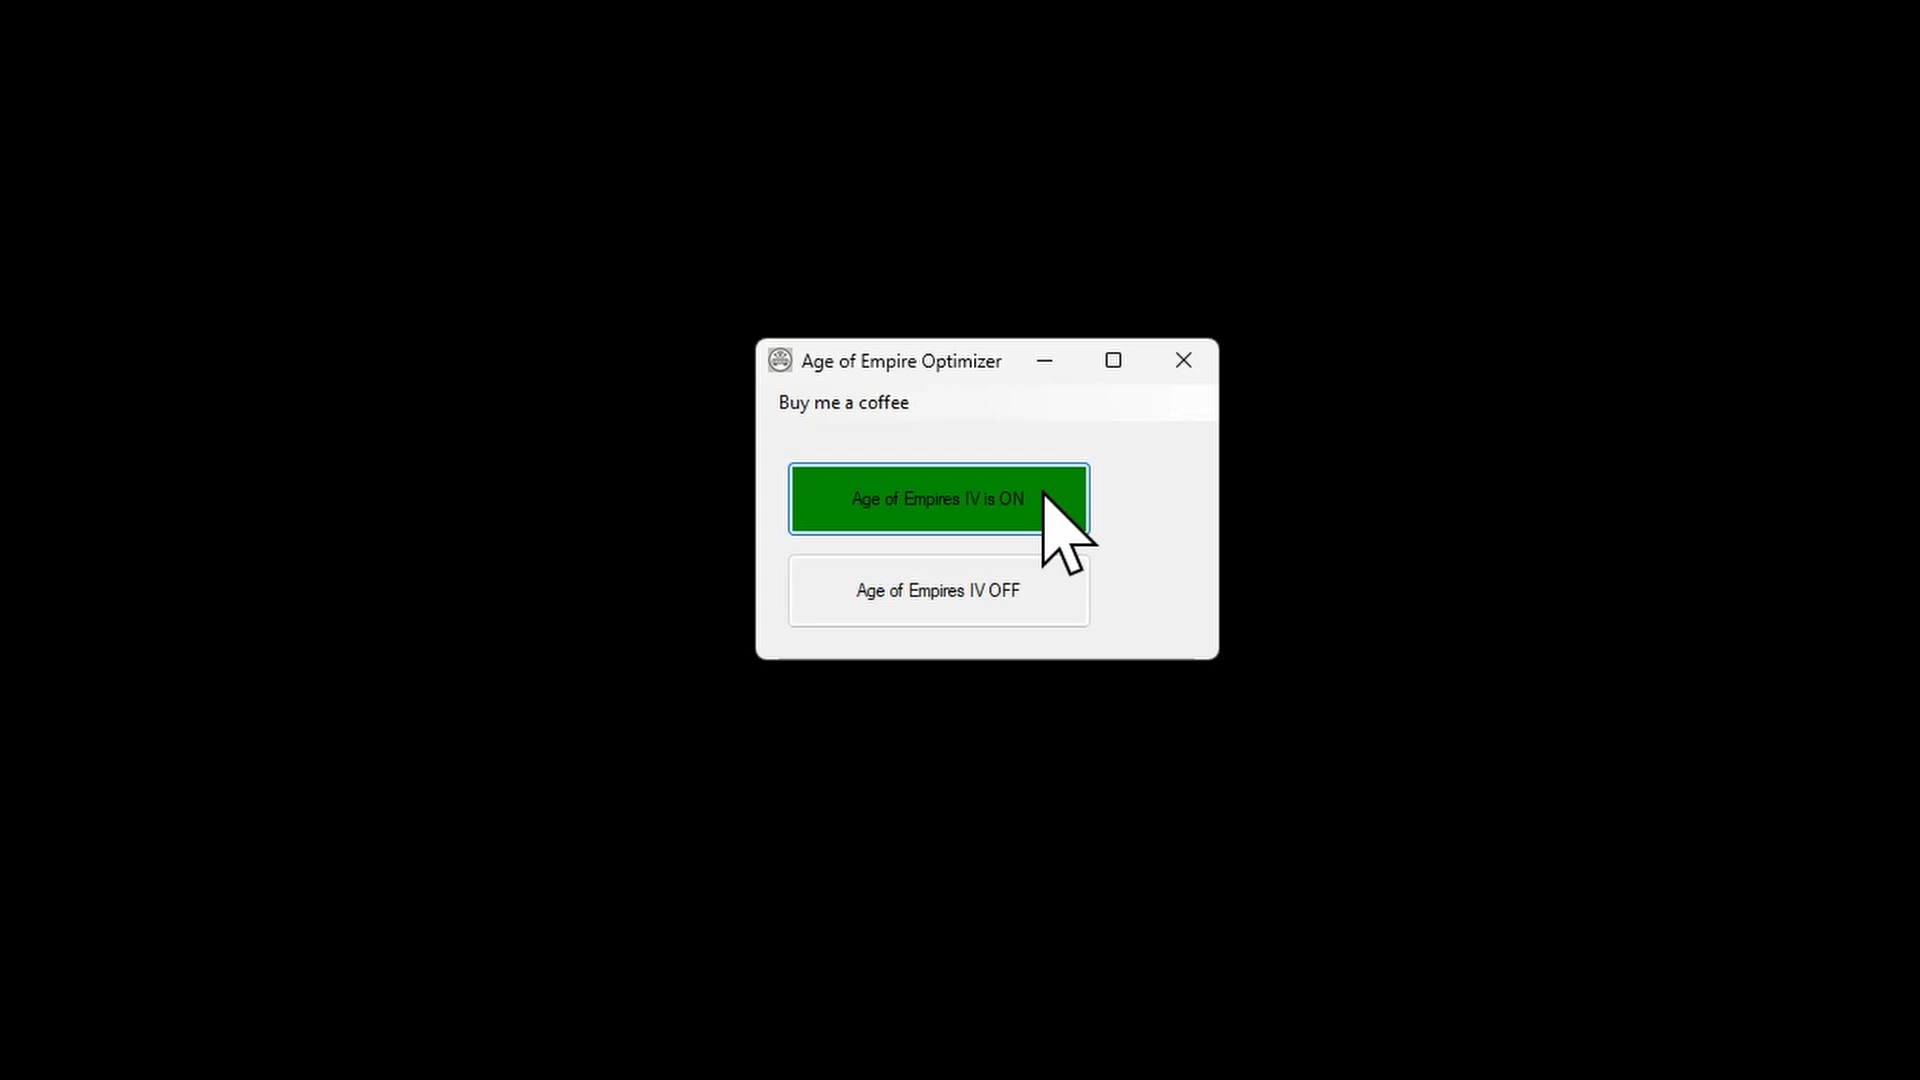 Age of Empire Optimizer
Buy me a coffee
Age of Empires IV is ON
Age of Empires IV OFF